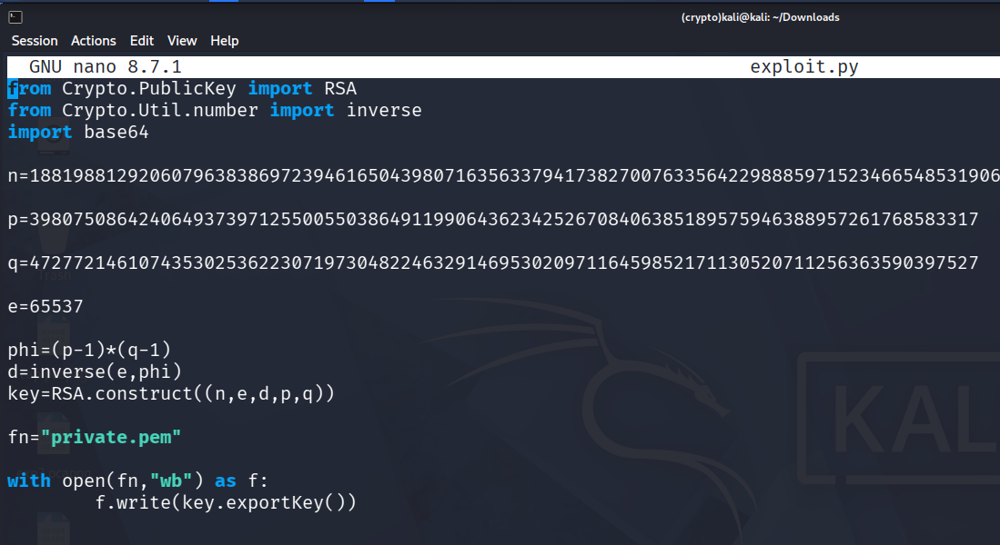 (crypto)kali@kali: ~/Downloads
Session Actions Edit View Help
GNU nano 8.7.1 exploit.py
from Crypto.PublicKey import RSA
from Crypto.Util.number import inverse
import base64
n=18819881292060796383869723946165043980716356337941738270076335642298885971523466548531906
p=398075086424064937397125500550386491199064362342526708406385189575946388957261768583317
q=472772146107435302536223071973048224632914695302097116459852171130520711256363590397527
e=65537
phi=(p-1)*(q-1)
d=inverse(e,phi)
key=RSA.construct((n,e,d,p,q))
fn="private.pem"
with open(fn,"wb") as f:
f.write(key.exportKey())
KAL